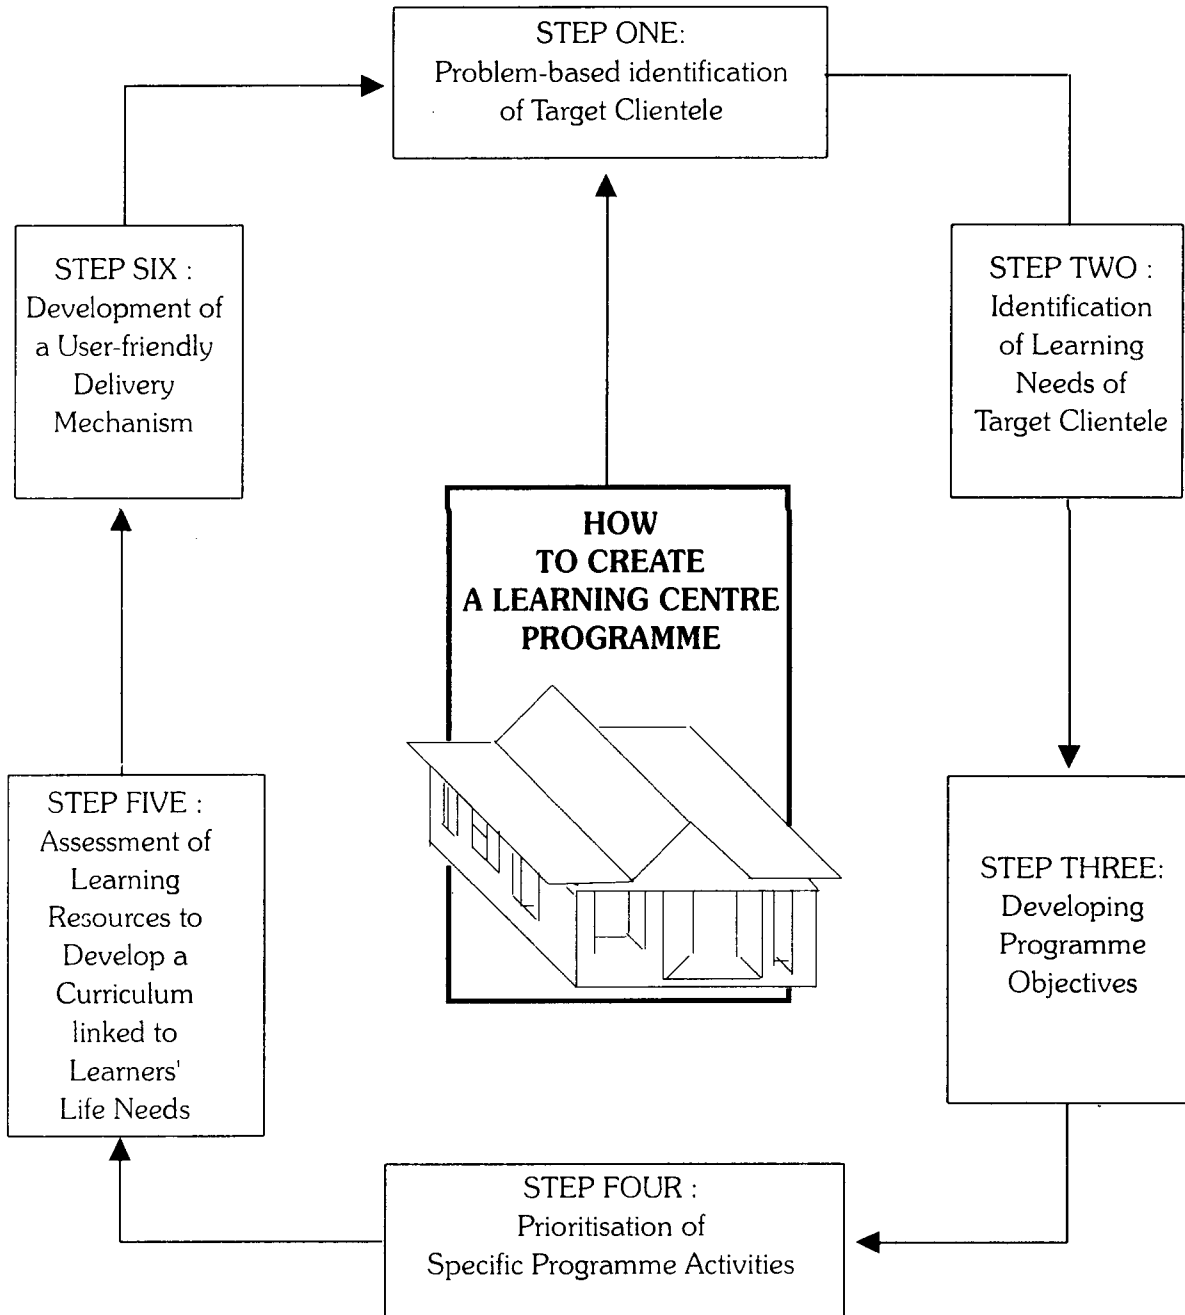 STEP ONE:
Problem-based identification
of Target Clientele
STEP TWO :
Identification
of Learning
Needs of
Target Clientele
STEP THREE:
Developing
Programme
Objectives
STEP FOUR :
Prioritisation of
Specific Programme Activities
STEP FIVE :
Assessment of
Learning
Resources to
Develop a
Curriculum
linked to
Learners'
Life Needs
STEP SIX :
Development of
a User-friendly
Delivery
Mechanism
HOW
TO CREATE
A LEARNING CENTRE
PROGRAMME